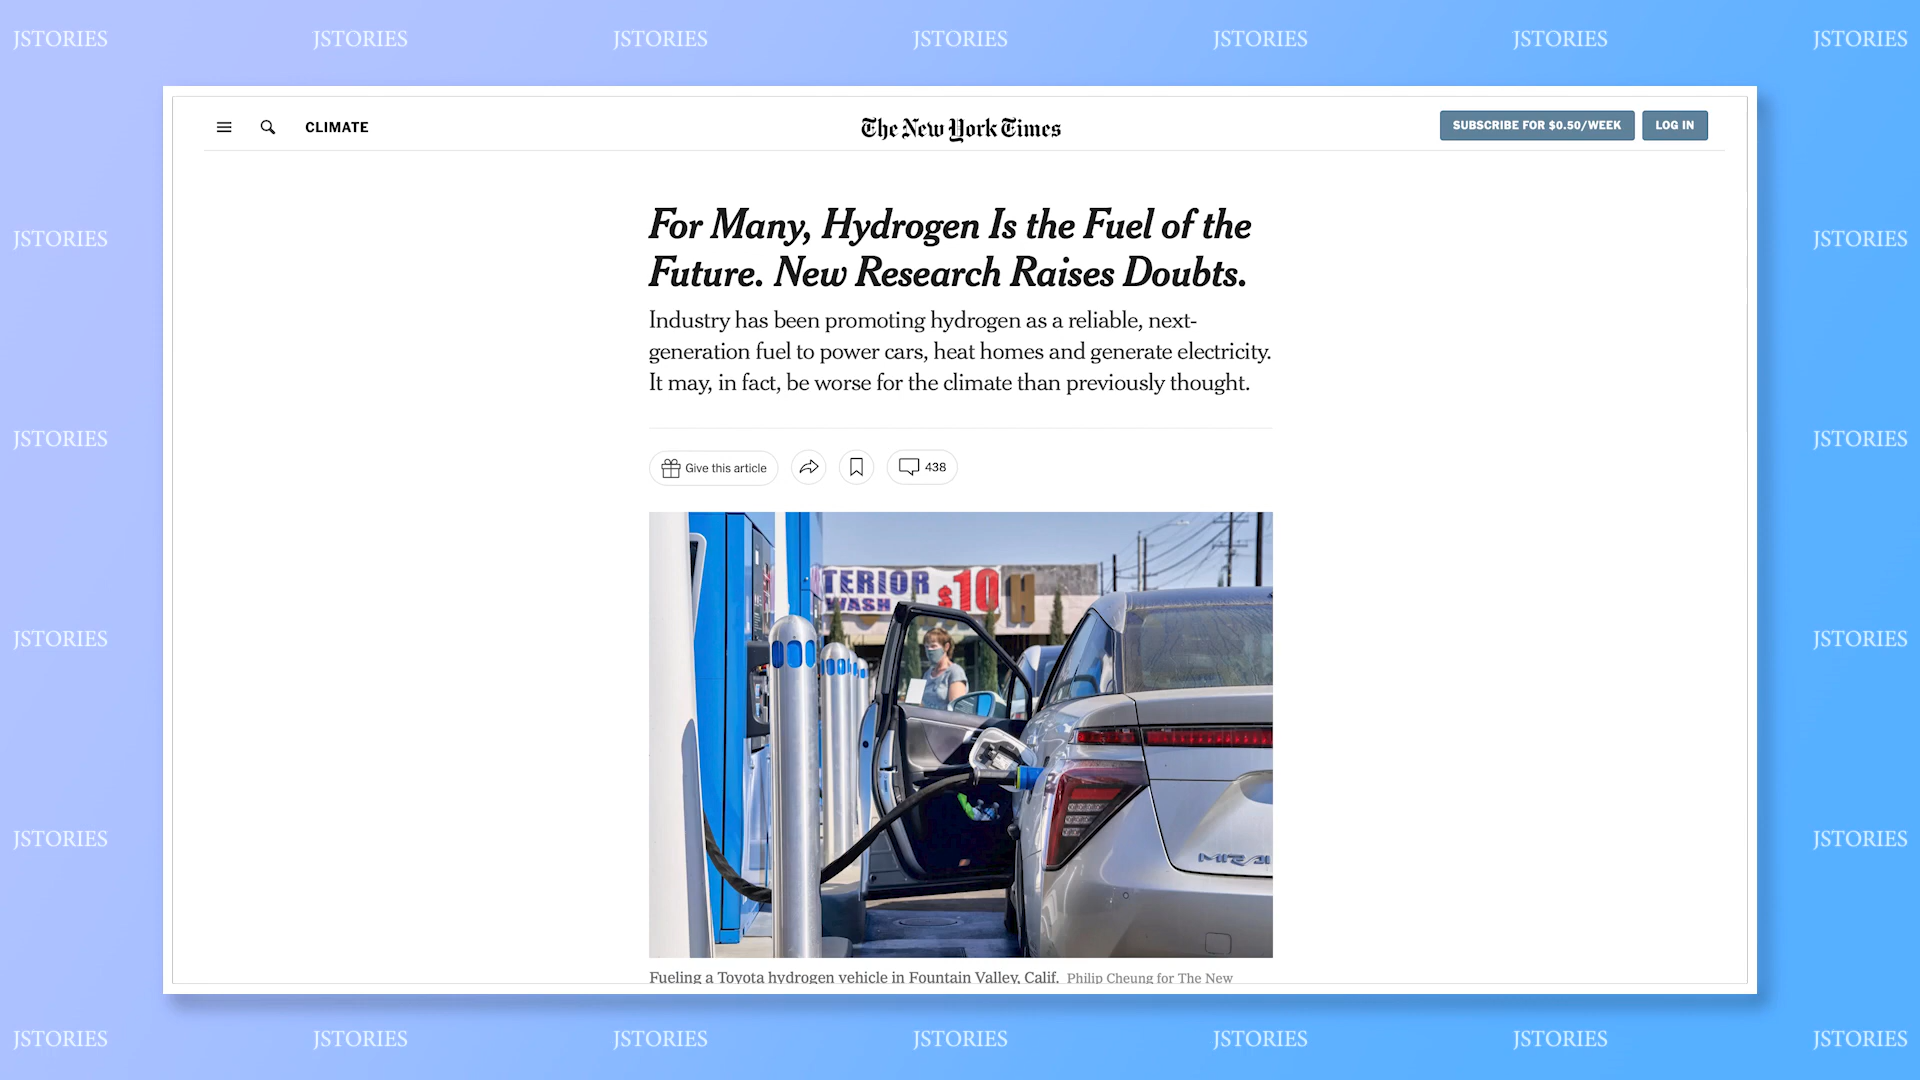 JSTORIES JSTORIES JSTORIES JSTORIES JSTORIES JSTORIES JSTORIES
CLIMATE
The New York Times
SUBSCRIBE FOR $0.50/WEEK
LOG IN
JSTORIES JSTORIES
For Many, Hydrogen Is the Fuel of the
Future. New Research Raises Doubts.
Industry has been promoting hydrogen as a reliable, next-
generation fuel to power cars, heat homes and generate electricity.
It may, in fact, be worse for the climate than previously thought.
JSTORIES JSTORIES
Give this article
438
TERIOR
WASH
$10
H
JSTORIES JSTORIES
JSTORIES JSTORIES
MIRAI
Fueling a Toyota hydrogen vehicle in Fountain Valley, Calif. Philip Cheung for The New
JSTORIES JSTORIES JSTORIES JSTORIES JSTORIES JSTORIES JSTORIES